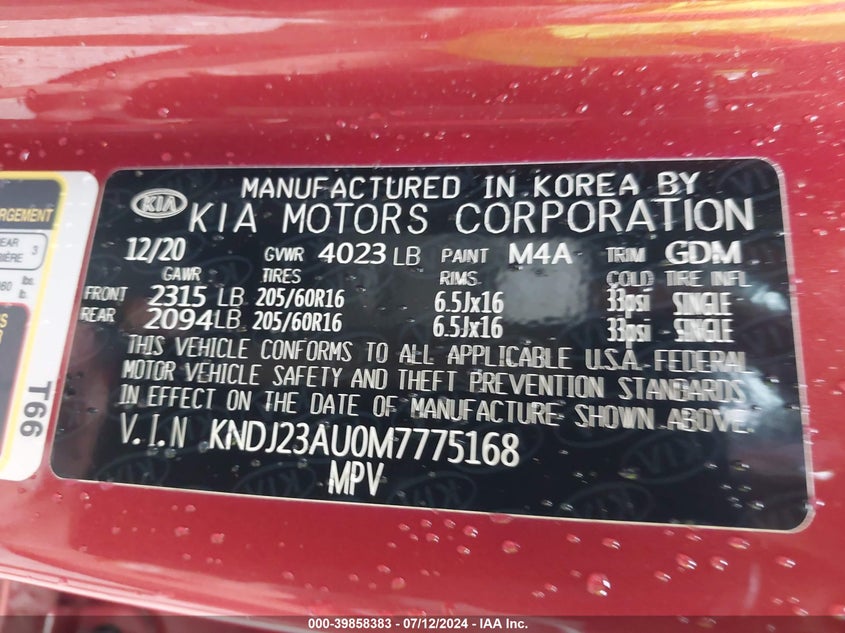 MANUFACTURED IN KOREA BY
KIA KIA MOTORS CORPORATION
12/20 GVWR 4023 LB PAINT M4A TRIM GDM
GAWR TIRES RIMS COLD TIRE INFL
FRONT 2315 LB 205/60R16 6.5Jx16 33psi SINGLE
REAR 2094 LB 205/60R16 6.5Jx16 33psi SINGLE
THIS VEHICLE CONFORMS TO ALL APPLICABLE U.S.A. FEDERAL
MOTOR VEHICLE SAFETY AND THEFT PREVENTION STANDARDS
IN EFFECT ON THE DATE OF MANUFACTURE SHOWN ABOVE.
V.I.N KNDJ23AU0M7775168
MPV
T66
000-39858383 - 07/12/2024 - IAA Inc.